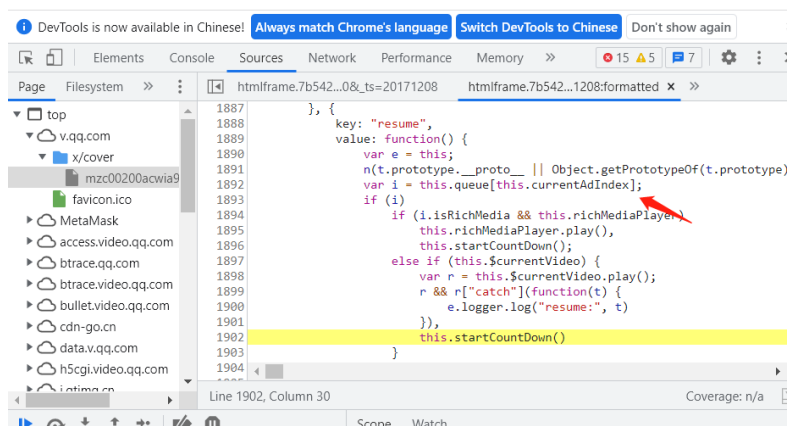 DevTools is now available in Chinese! Always match Chrome's language Switch DevTools to Chinese Don't show again
Elements Console Sources Network Performance Memory » 15 5 7
Page Filesystem » htmlframe.7b542...0&_ts=20171208 htmlframe.7b542...1208:formatted × »
top
v.qq.com
x/cover
mzc00200acwia9
favicon.ico
MetaMask
access.video.qq.com
btrace.qq.com
btrace.video.qq.com
bullet.video.qq.com
cdn-go.cn
data.v.qq.com
h5cgi.video.qq.com
i.gtimg.cn
1887 }, {
1888 key: "resume",
1889 value: function() {
1890 var e = this;
1891 n(t.prototype.__proto__ || Object.getPrototypeOf(t.prototype)
1892 var i = this.queue[this.currentAdIndex];
1893 if (i)
1894 if (i.isRichMedia && this.richMediaPlayer)
1895 this.richMediaPlayer.play(),
1896 this.startCountDown();
1897 else if (this.$currentVideo) {
1898 var r = this.$currentVideo.play();
1899 r && r["catch"](function(t) {
1900 e.logger.log("resume:", t)
1901 }),
1902 this.startCountDown()
1903 }
1904
Line 1902, Column 30 Coverage: n/a
Scope Watch